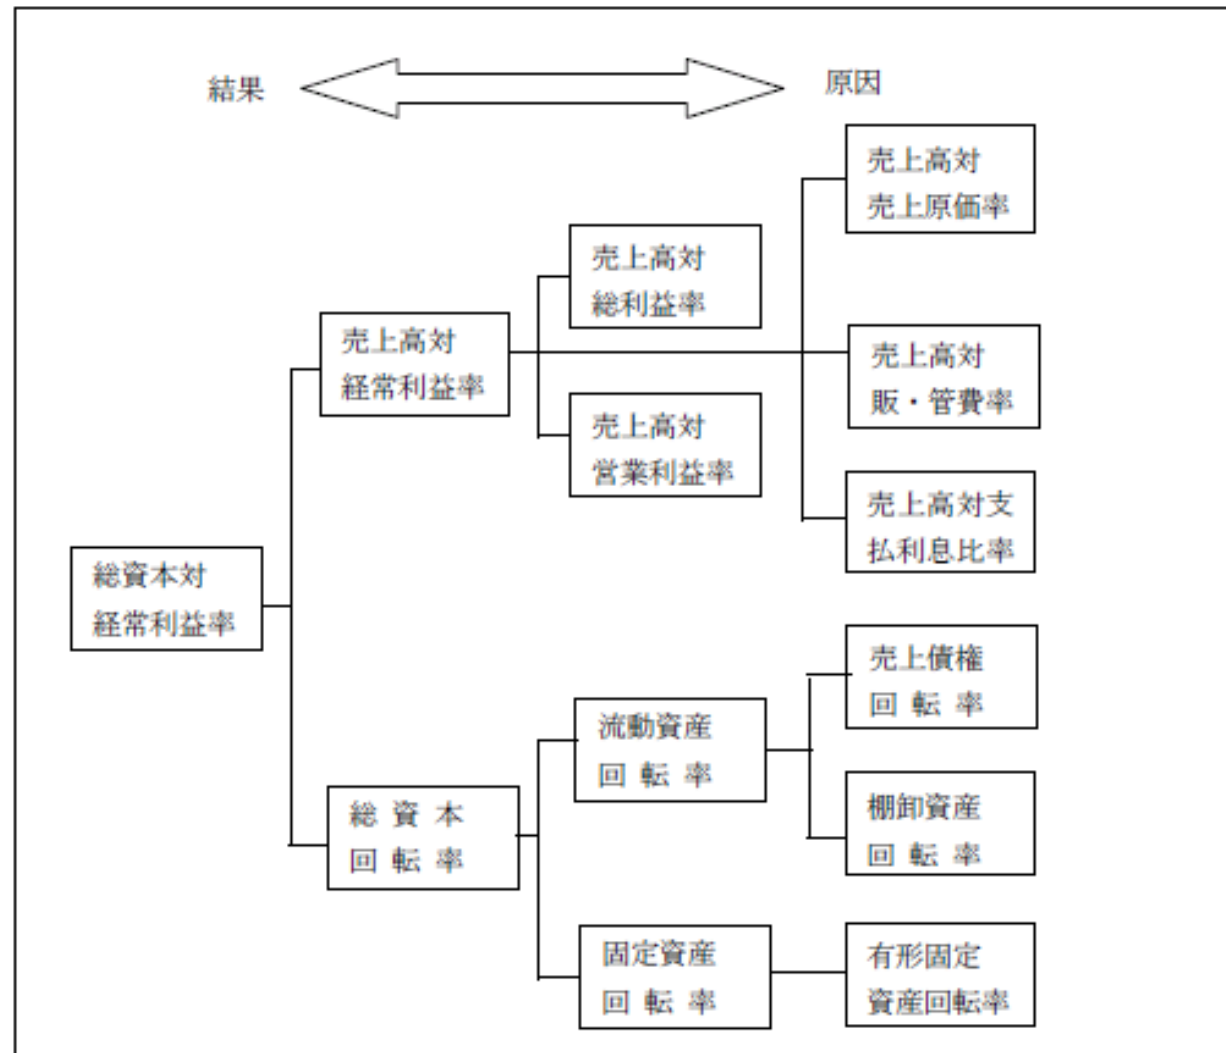 結果
原因
売上高対
売上原価率
売上高対
総利益率
売上高対
経常利益率
売上高対
販・管費率
売上高対
営業利益率
売上高対支
払利息比率
総資本対
経常利益率
売上債権
回 転 率
流動資産
回 転 率
棚卸資産
回 転 率
総 資 本
回 転 率
固定資産
回 転 率
有形固定
資産回転率